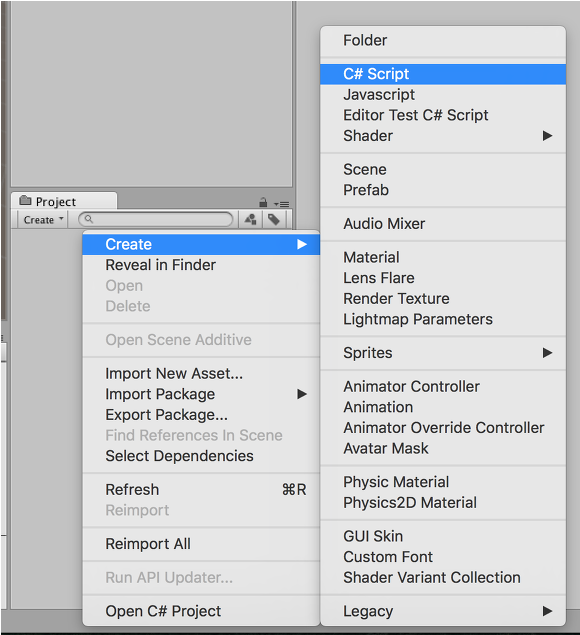 Project
Create
Create
Reveal in Finder
Open
Delete
Open Scene Additive
Import New Asset...
Import Package
Export Package...
Find References In Scene
Select Dependencies
Refresh ⌘R
Reimport
Reimport All
Run API Updater...
Open C# Project
Folder
C# Script
Javascript
Editor Test C# Script
Shader
Scene
Prefab
Audio Mixer
Material
Lens Flare
Render Texture
Lightmap Parameters
Sprites
Animator Controller
Animation
Animator Override Controller
Avatar Mask
Physic Material
Physics2D Material
GUI Skin
Custom Font
Shader Variant Collection
Legacy